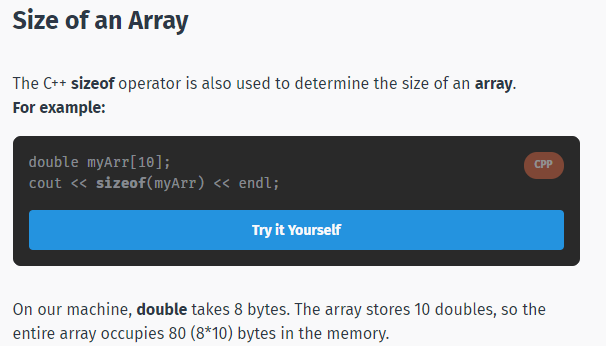 Size of an Array
The C++ sizeof operator is also used to determine the size of an array.
For example:
double myArr[10];
CPP
cout << sizeof(myArr) << endl;
Try it Yourself
On our machine, double takes 8 bytes. The array stores 10 doubles, so the
entire array occupies 80 (8*10) bytes in the memory.